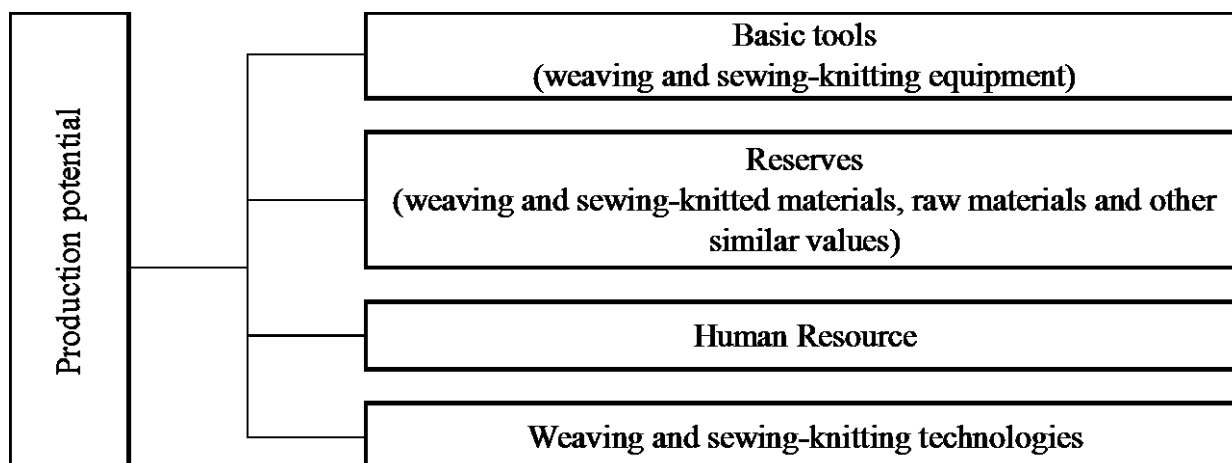 Production potential
Basic tools
(weaving and sewing-knitting equipment)
Reserves
(weaving and sewing-knitted materials, raw materials and other
similar values)
Human Resource
Weaving and sewing-knitting technologies